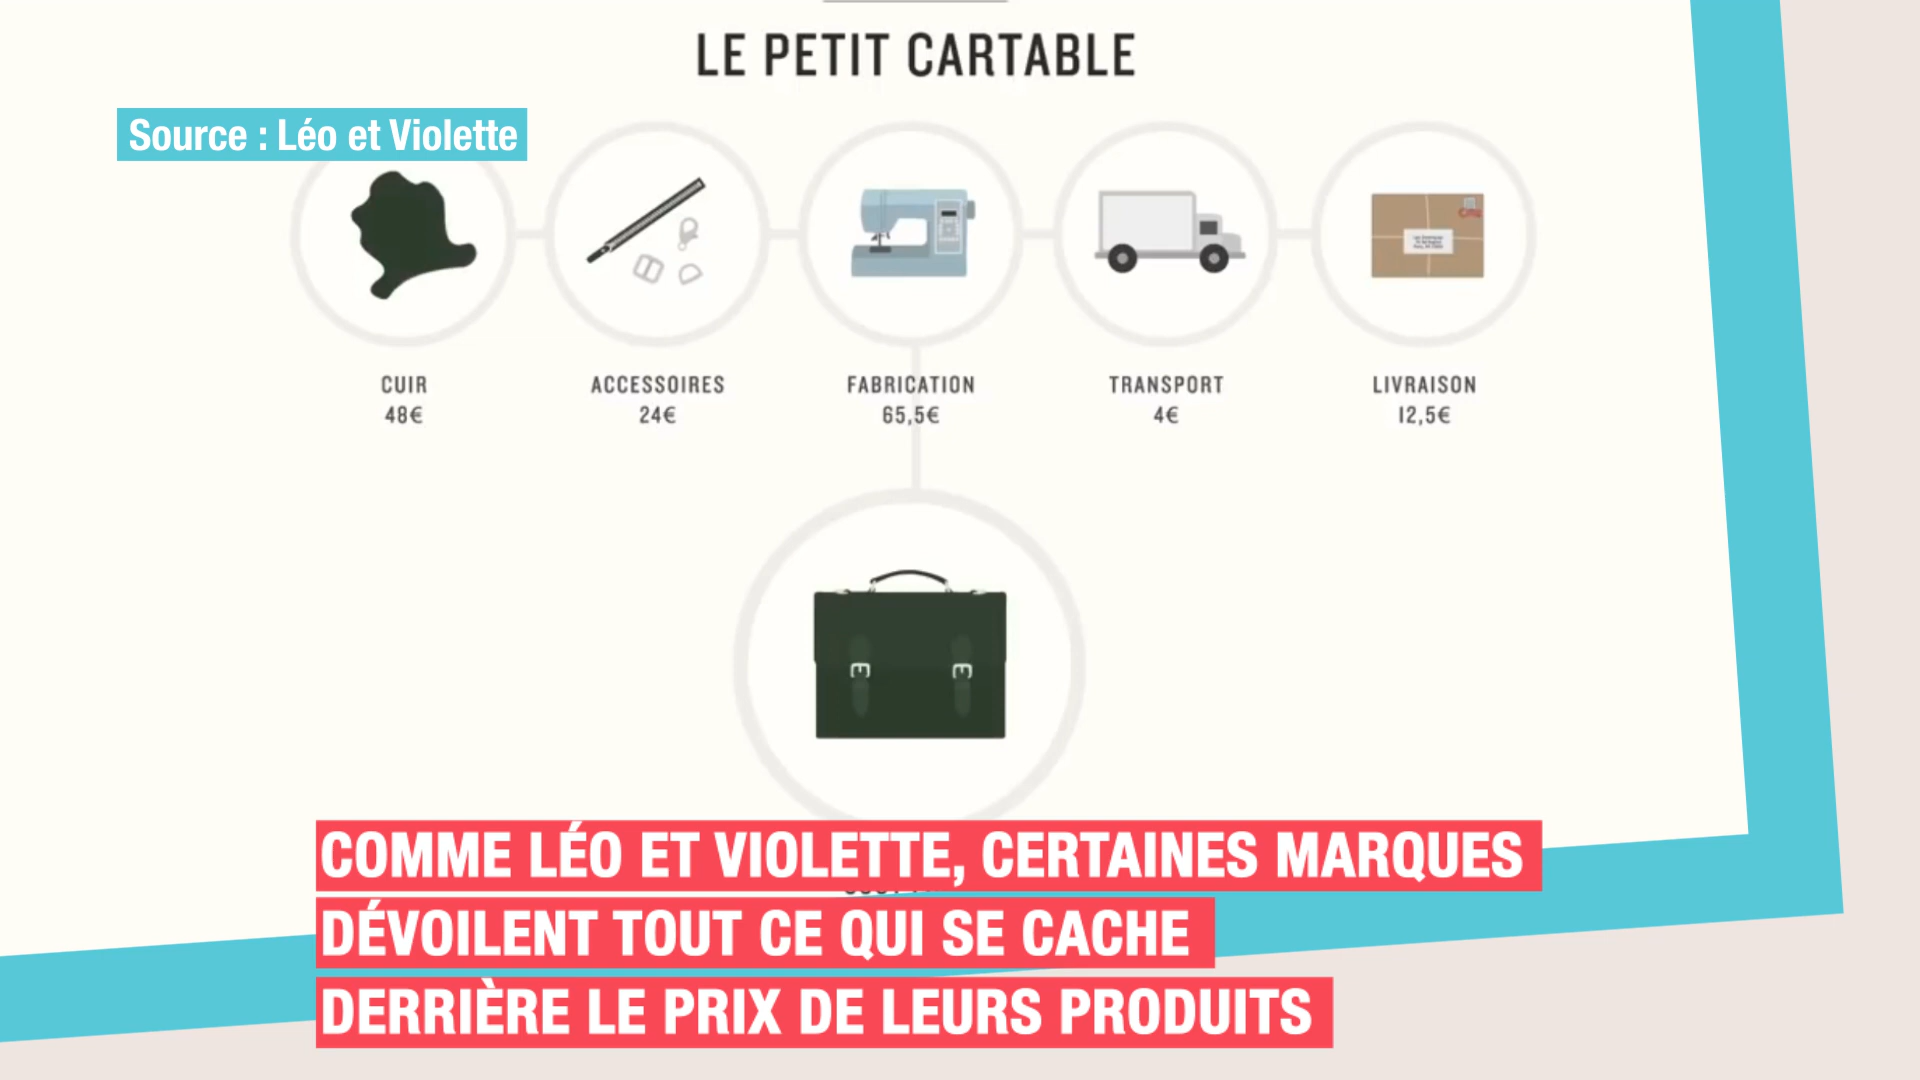 LE PETIT CARTABLE
Source : Léo et Violette
CUIR
48€
ACCESSOIRES
24€
FABRICATION
65,5€
TRANSPORT
4€
LIVRAISON
12,5€
COMME LÉO ET VIOLETTE, CERTAINES MARQUES
DÉVOILENT TOUT CE QUI SE CACHE
DERRIÈRE LE PRIX DE LEURS PRODUITS